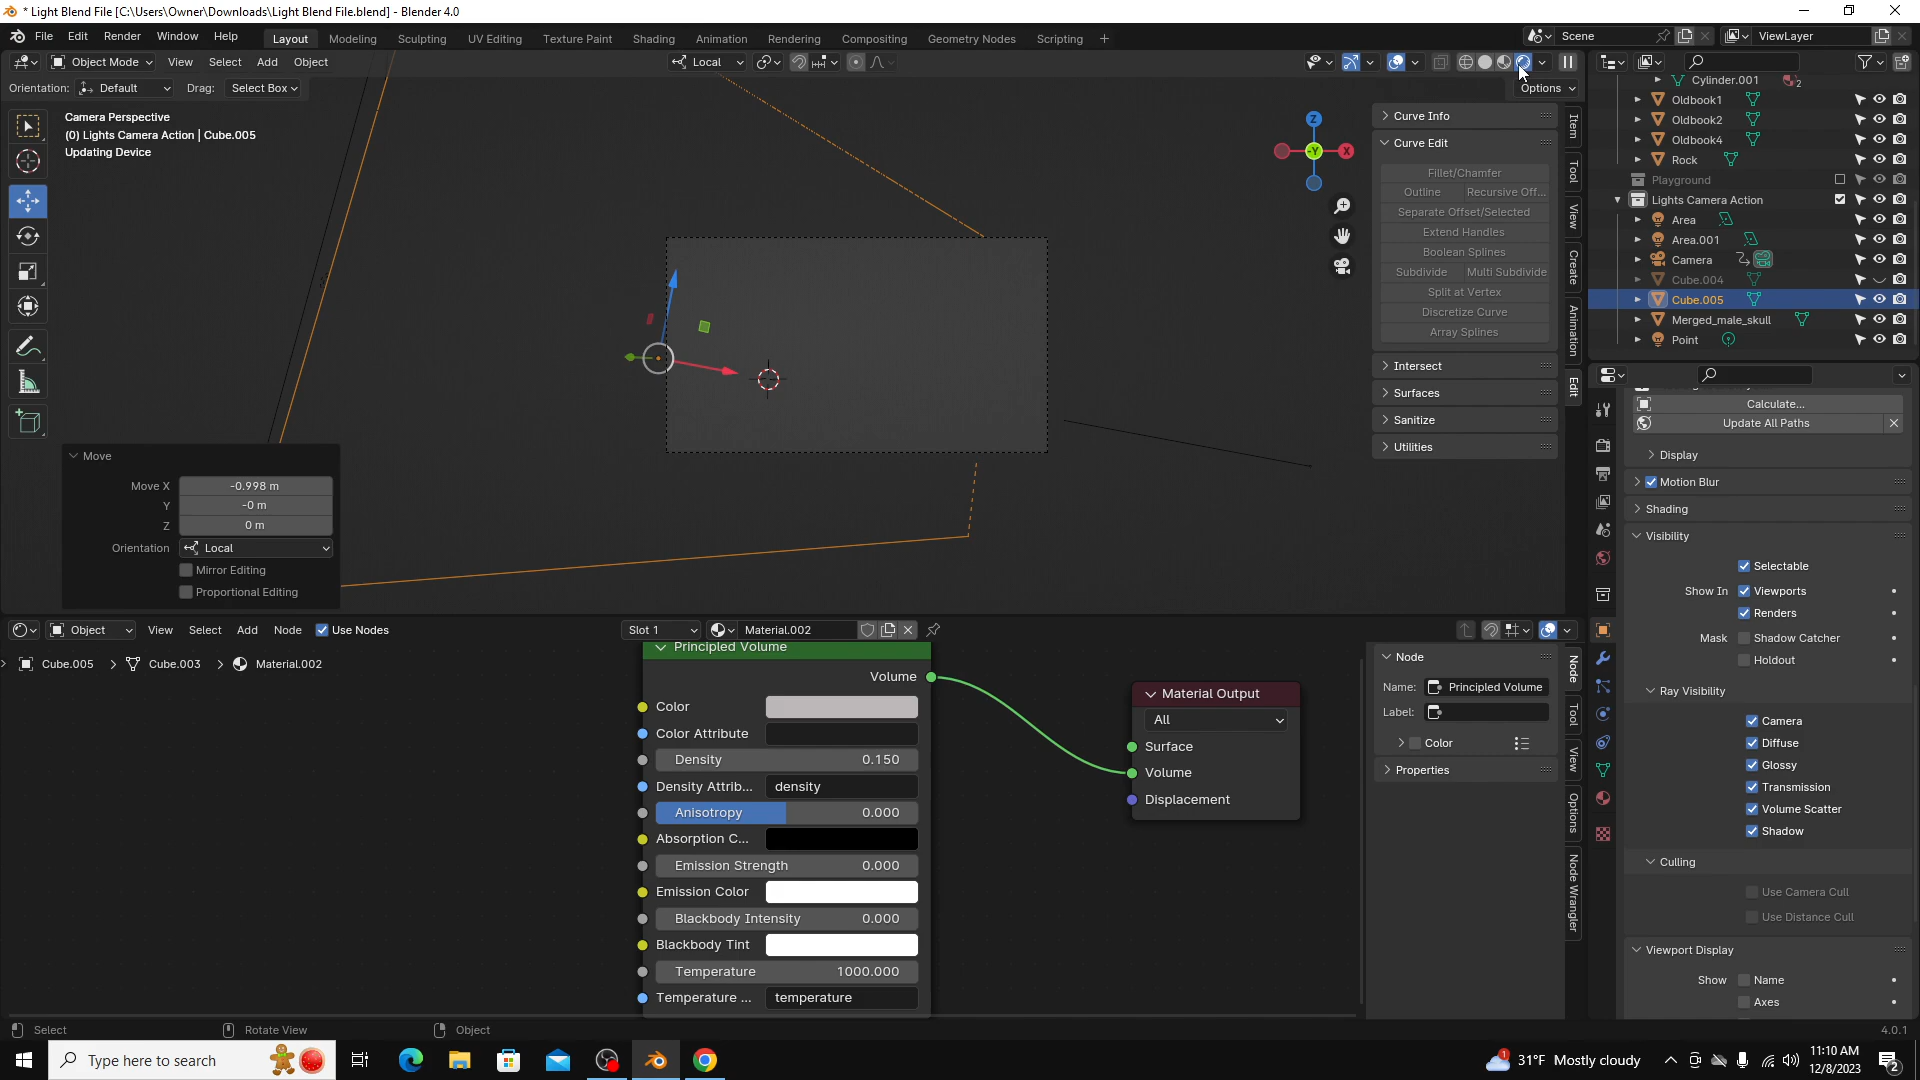 * Light Blend File [C:\Users\Owner\Downloads\Light Blend File.blend] - Blender 4.0
File Edit Render Window Help Layout Modeling Sculpting UV Editing Texture Paint Shading Animation Rendering Compositing Geometry Nodes Scripting + Scene ViewLayer
Object Mode View Select Add Object Local
Orientation: Default Drag: Select Box Options
Camera Perspective
(0) Lights Camera Action | Cube.005
Updating Device
Z
-Y
X
Curve Info
Curve Edit
Fillet/Chamfer
Outline Recursive Off...
Separate Offset/Selected
Extend Handles
Boolean Splines
Subdivide Multi Subdivide
Split at Vertex
Discretize Curve
Array Splines
Intersect
Surfaces
Sanitize
Utilities
Item
Tool
View
Create
Animation
Edit
Cylinder.001 2
Oldbook1
Oldbook2
Oldbook4
Rock
Playground
Lights Camera Action
Area
Area.001
Camera
Cube.004
Cube.005
Merged_male_skull
Point
Move
Move X -0.998 m
Y -0 m
Z 0 m
Orientation Local
Mirror Editing
Proportional Editing
Calculate...
Update All Paths
Display
Motion Blur
Shading
Visibility
Selectable
Show In Viewports
Renders
Mask Shadow Catcher
Holdout
Ray Visibility
Camera
Diffuse
Glossy
Transmission
Volume Scatter
Shadow
Culling
Use Camera Cull
Use Distance Cull
Viewport Display
Show Name
Axes
Object View Select Add Node Use Nodes Slot 1 Material.002
Cube.005 Cube.003 Material.002
Principled Volume
Volume
Color
Color Attribute
Density 0.150
Density Attrib... density
Anisotropy 0.000
Absorption C...
Emission Strength 0.000
Emission Color
Blackbody Intensity 0.000
Blackbody Tint
Temperature 1000.000
Temperature ... temperature
Material Output
All
Surface
Volume
Displacement
Node
Name: Principled Volume
Label:
Color
Properties
Node
Tool
View
Options
Node Wrangler
Select Rotate View Object 4.0.1
Type here to search
31°F Mostly cloudy
1
11:10 AM
12/8/2023
2